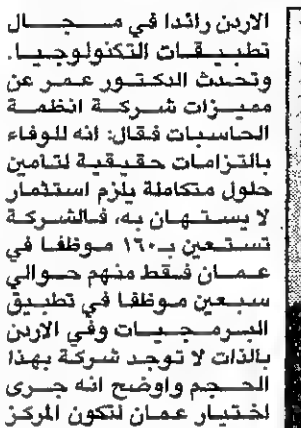 الاردن رائدا في مجال
تطبيقات التكنولوجيا.
وتحدث الدكتور عمر عن
مميزات شركة انظمة
الحاسبات فقال: انه للوفاء
بالتزامات حقيقية لتامين
حلول متكاملة يلزم استثمار
لا يستهان به، فالشركة
تستعين بـ١٦٠ موظفا في
عمان فقط منهم حوالي
سبعين موظفا في تطبيق
البرمجيات وفي الاردن
بالذات لا توجد شركة بهذا
الحجم واوضح انه جرى
اختيار عمان لتكون المركز